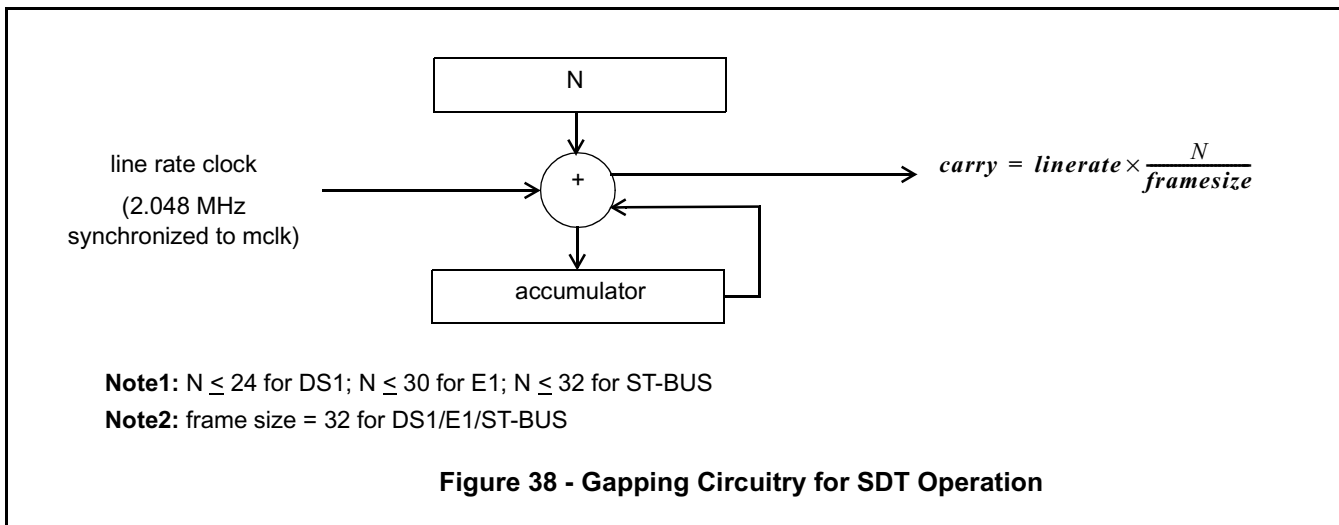 N
line rate clock
(2.048 MHz
synchronized to mclk)
+
carry = linerate × N / framesize
accumulator
Note1: N ≤ 24 for DS1; N ≤ 30 for E1; N ≤ 32 for ST-BUS
Note2: frame size = 32 for DS1/E1/ST-BUS
Figure 38 - Gapping Circuitry for SDT Operation